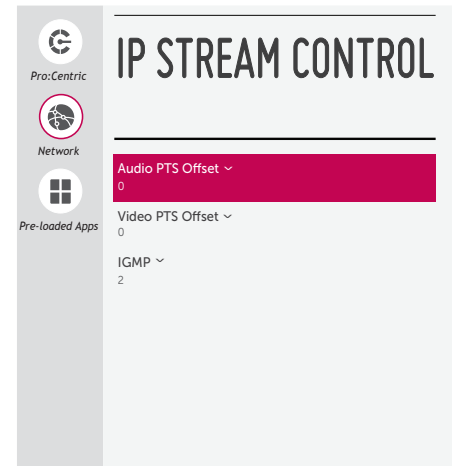 Pro:Centric
Network
Pre-loaded Apps
IP STREAM CONTROL
Audio PTS Offset
0
Video PTS Offset
0
IGMP
2